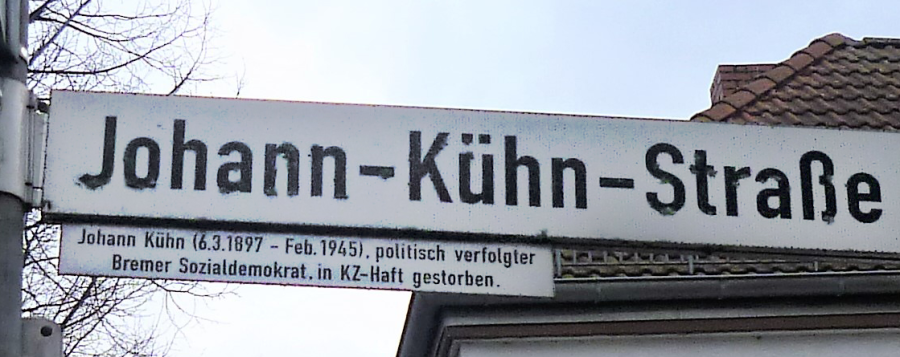 Johann-Kühn-Straße
Johann Kühn (6.3.1897 - Feb. 1945), politisch verfolgter
Bremer Sozialdemokrat, in KZ-Haft gestorben.